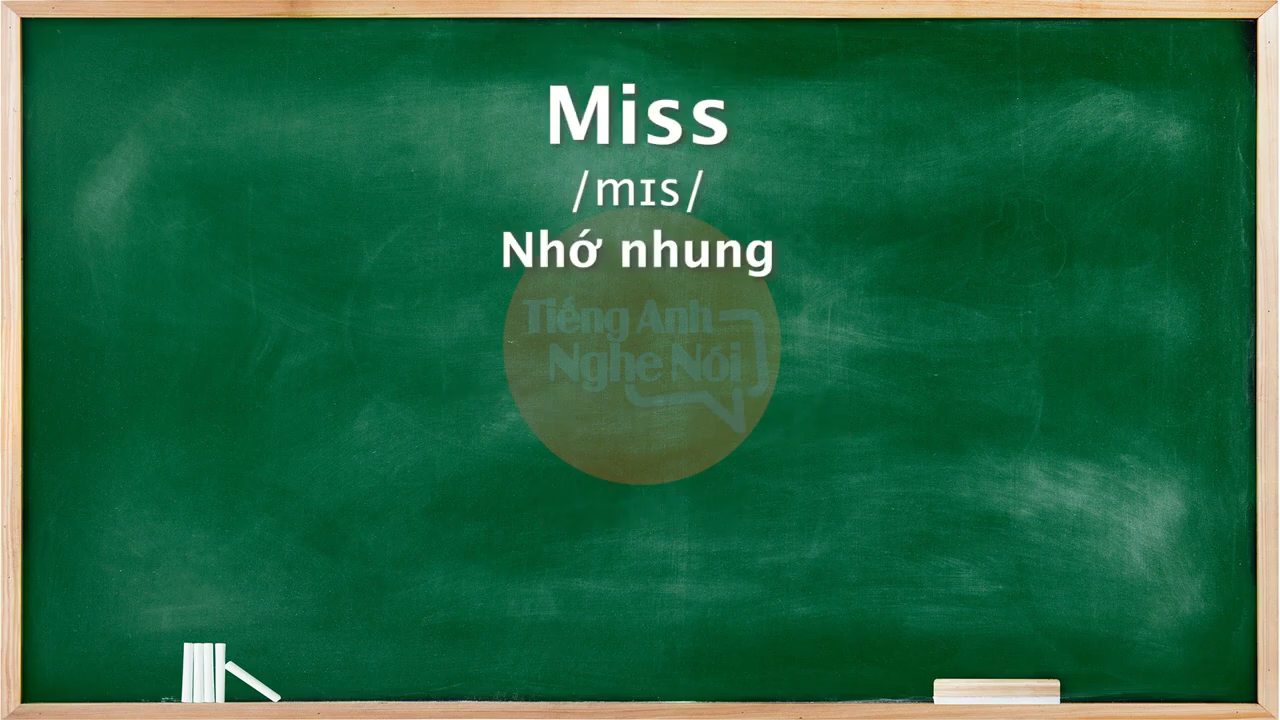 Miss
/mɪs/
Nhớ nhung
Tiếng Anh
Nghe Nói